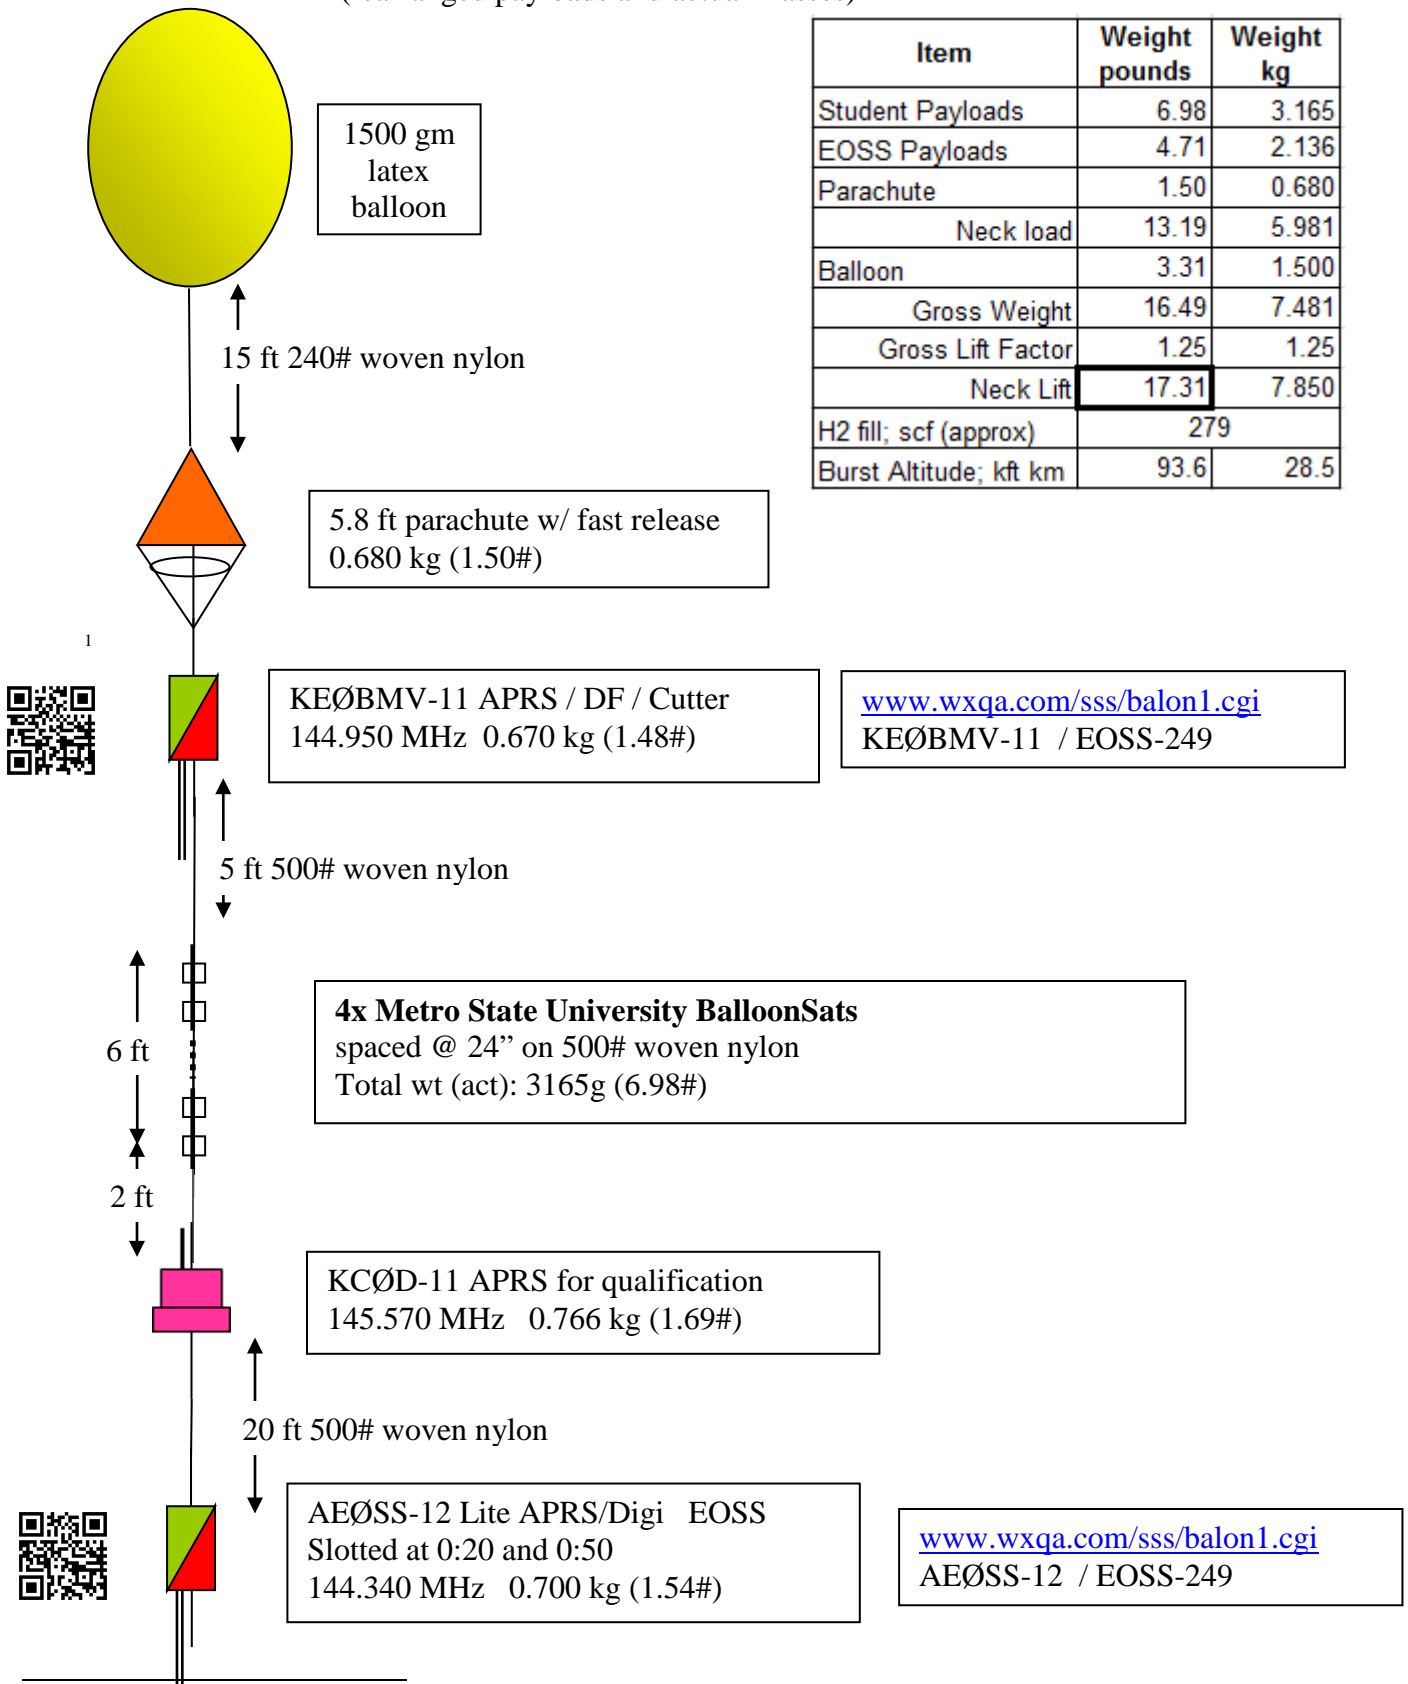 (rearranged payloads and actual masses)
1500 gm
latex
balloon
Item Weight pounds Weight kg
Student Payloads 6.98 3.165
EOSS Payloads 4.71 2.136
Parachute 1.50 0.680
Neck load 13.19 5.981
Balloon 3.31 1.500
Gross Weight 16.49 7.481
Gross Lift Factor 1.25 1.25
Neck Lift 17.31 7.850
H2 fill; scf (approx) 279
Burst Altitude; kft km 93.6 28.5
15 ft 240# woven nylon
5.8 ft parachute w/ fast release
0.680 kg (1.50#)
1
KEØBMV-11 APRS / DF / Cutter
144.950 MHz 0.670 kg (1.48#)
www.wxqa.com/sss/balon1.cgi
KEØBMV-11 / EOSS-249
5 ft 500# woven nylon
6 ft
4x Metro State University BalloonSats
spaced @ 24” on 500# woven nylon
Total wt (act): 3165g (6.98#)
2 ft
KCØD-11 APRS for qualification
145.570 MHz 0.766 kg (1.69#)
20 ft 500# woven nylon
AEØSS-12 Lite APRS/Digi EOSS
Slotted at 0:20 and 0:50
144.340 MHz 0.700 kg (1.54#)
www.wxqa.com/sss/balon1.cgi
AEØSS-12 / EOSS-249